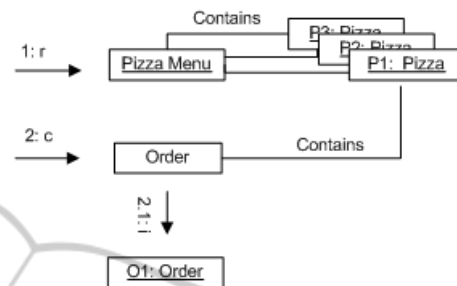 Contains
P3: Pizza
P2: Pizza
1: r
Pizza Menu
P1: Pizza
2: c
Order
Contains
2.1: i
O1: Order